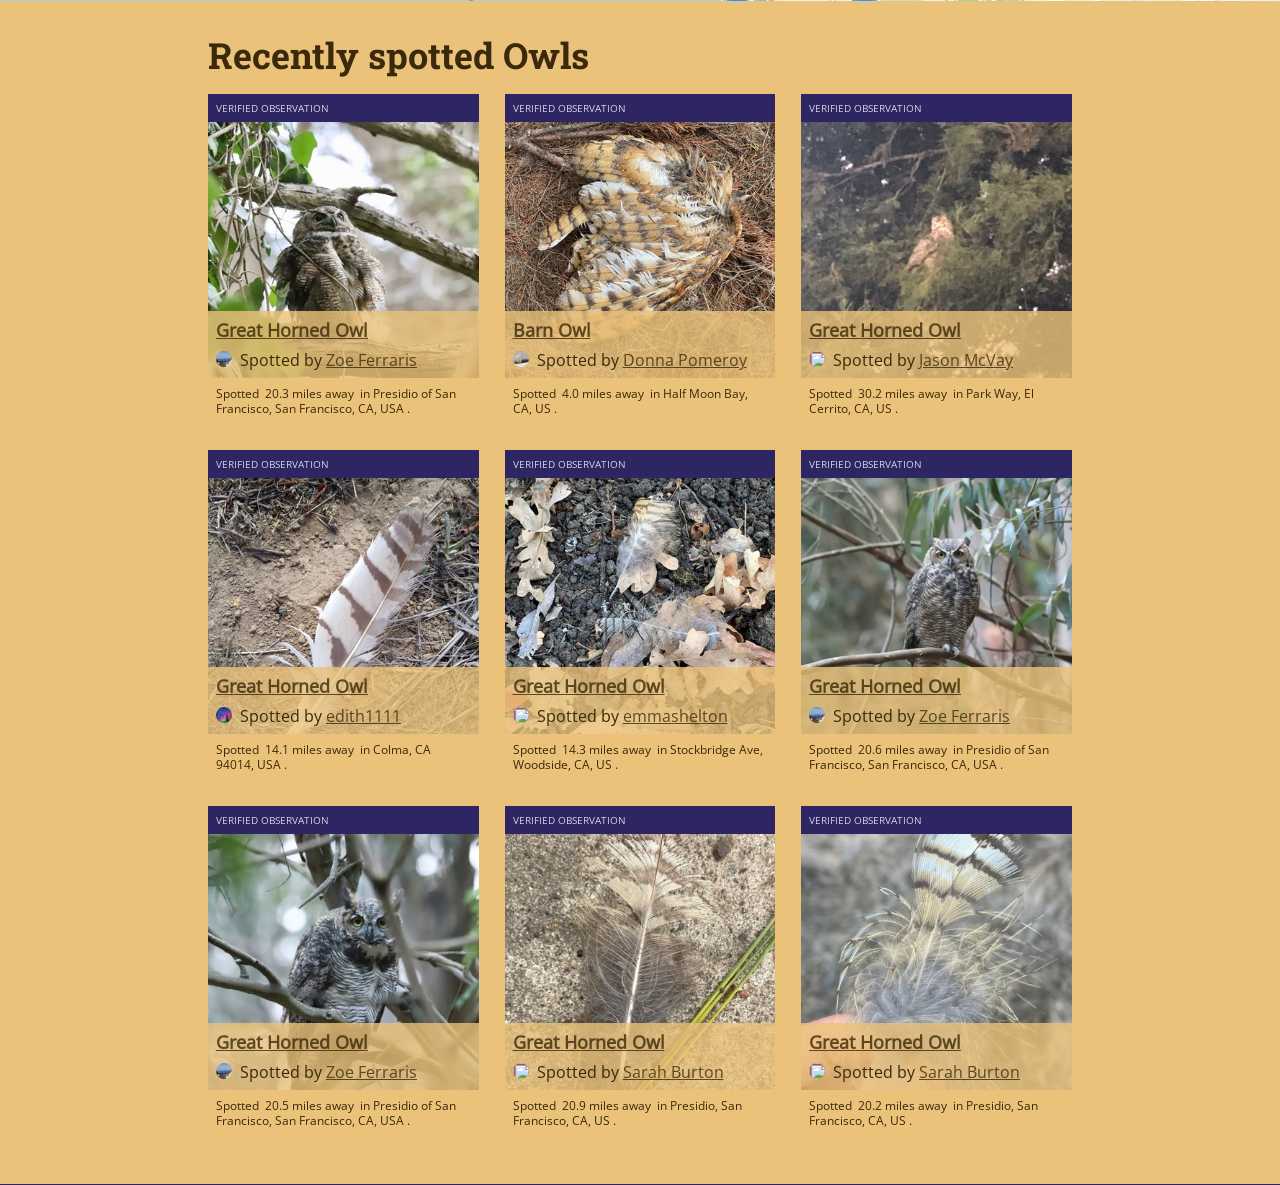 Recently spotted Owls
VERIFIED OBSERVATION
Great Horned Owl
Spotted by Zoe Ferraris
Spotted 20.3 miles away in Presidio of San
Francisco, San Francisco, CA, USA .
VERIFIED OBSERVATION
Barn Owl
Spotted by Donna Pomeroy
Spotted 4.0 miles away in Half Moon Bay,
CA, US .
VERIFIED OBSERVATION
Great Horned Owl
Spotted by Jason McVay
Spotted 30.2 miles away in Park Way, El
Cerrito, CA, US .
VERIFIED OBSERVATION
Great Horned Owl
Spotted by edith1111
Spotted 14.1 miles away in Colma, CA
94014, USA .
VERIFIED OBSERVATION
Great Horned Owl
Spotted by emmashelton
Spotted 14.3 miles away in Stockbridge Ave,
Woodside, CA, US .
VERIFIED OBSERVATION
Great Horned Owl
Spotted by Zoe Ferraris
Spotted 20.6 miles away in Presidio of San
Francisco, San Francisco, CA, USA .
VERIFIED OBSERVATION
Great Horned Owl
Spotted by Zoe Ferraris
Spotted 20.5 miles away in Presidio of San
Francisco, San Francisco, CA, USA .
VERIFIED OBSERVATION
Great Horned Owl
Spotted by Sarah Burton
Spotted 20.9 miles away in Presidio, San
Francisco, CA, US .
VERIFIED OBSERVATION
Great Horned Owl
Spotted by Sarah Burton
Spotted 20.2 miles away in Presidio, San
Francisco, CA, US .